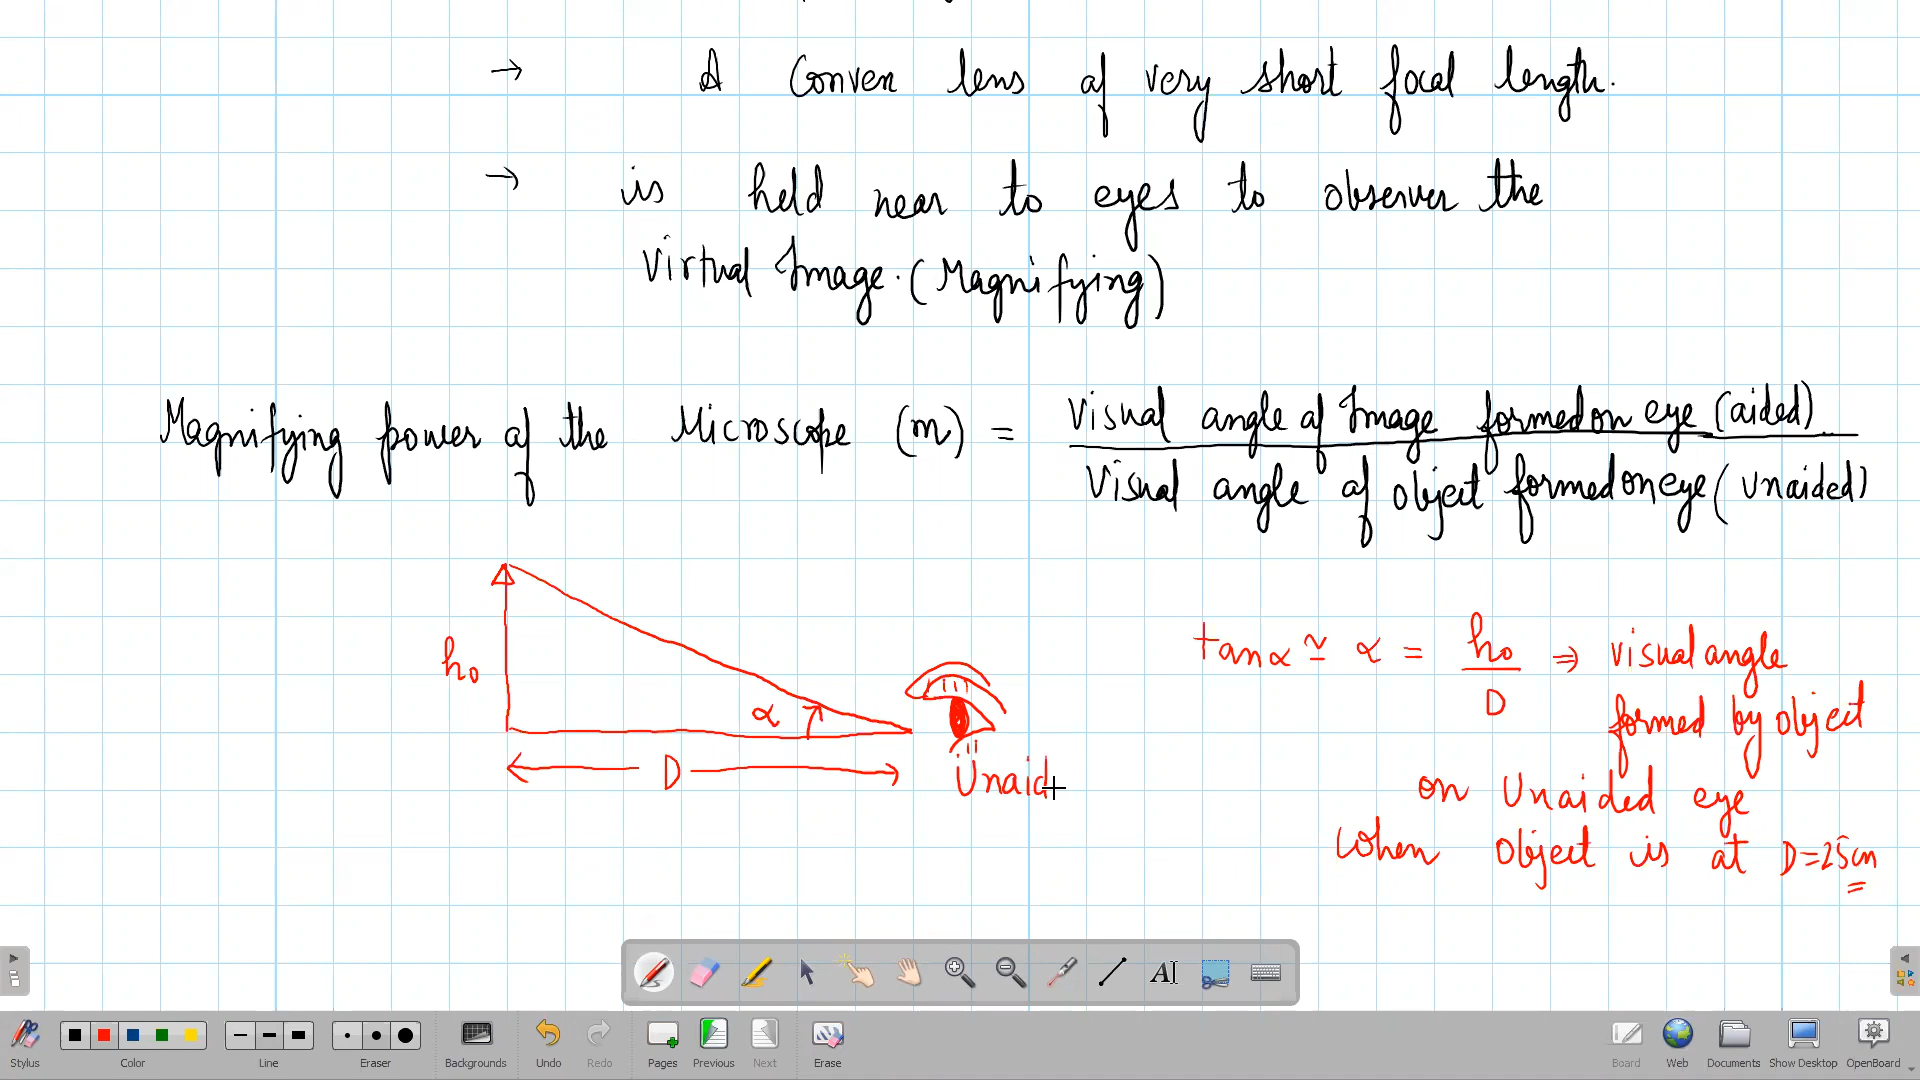 → A Convex lens of very short focal length.
→ is held near to eyes to observer the
Virtual Image. (Magnifying)
Magnifying power of the Microscope (m) = Visual angle of Image formed on eye (aided)
Visual angle of object formed on eye (Unaided)
tanα ≅ α = h₀/D ⇒ visual angle
h₀
formed by object
α
D
Unaid
on Unaided eye
when object is at D=25cm
Stylus
Color
Line
Eraser
Backgrounds
Undo
Redo
Pages
Previous
Next
Erase
Board
Web
Documents
Show Desktop
OpenBoard